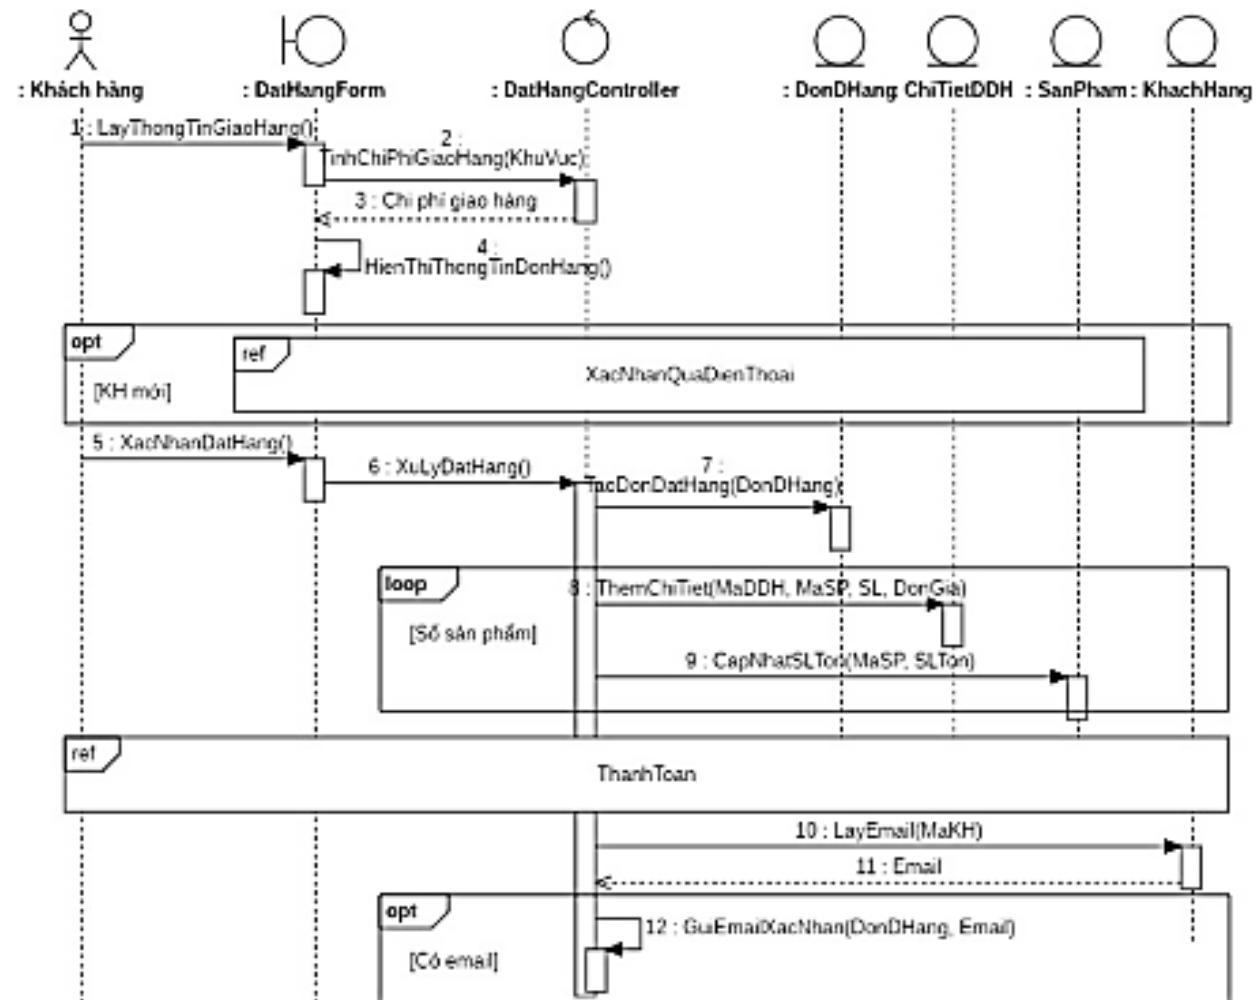 : Khách hàng
: DatHangForm
: DatHangController
: DonDHang
ChiTietDDH
: SanPham
: KhachHang
1 : LayThongTinGiaoHang()
2 :
TinhChiPhiGiaoHang(KhuVuc)
3 : Chi phí giao hàng
4 :
HienThiThongTinDonHang()
opt
ref
XacNhanQuaDienThoai
[KH mới]
5 : XacNhanDatHang()
6 : XuLyDatHang()
7 :
TaoDonDatHang(DonDHang)
loop
8 : ThemChiTiet(MaDDH, MaSP, SL, DonGia)
[Số sản phẩm]
9 : CapNhatSLTon(MaSP, SLTon)
ref
ThanhToan
10 : LayEmail(MaKH)
11 : Email
opt
12 : GuiEmailXacNhan(DonDHang, Email)
[Có email]